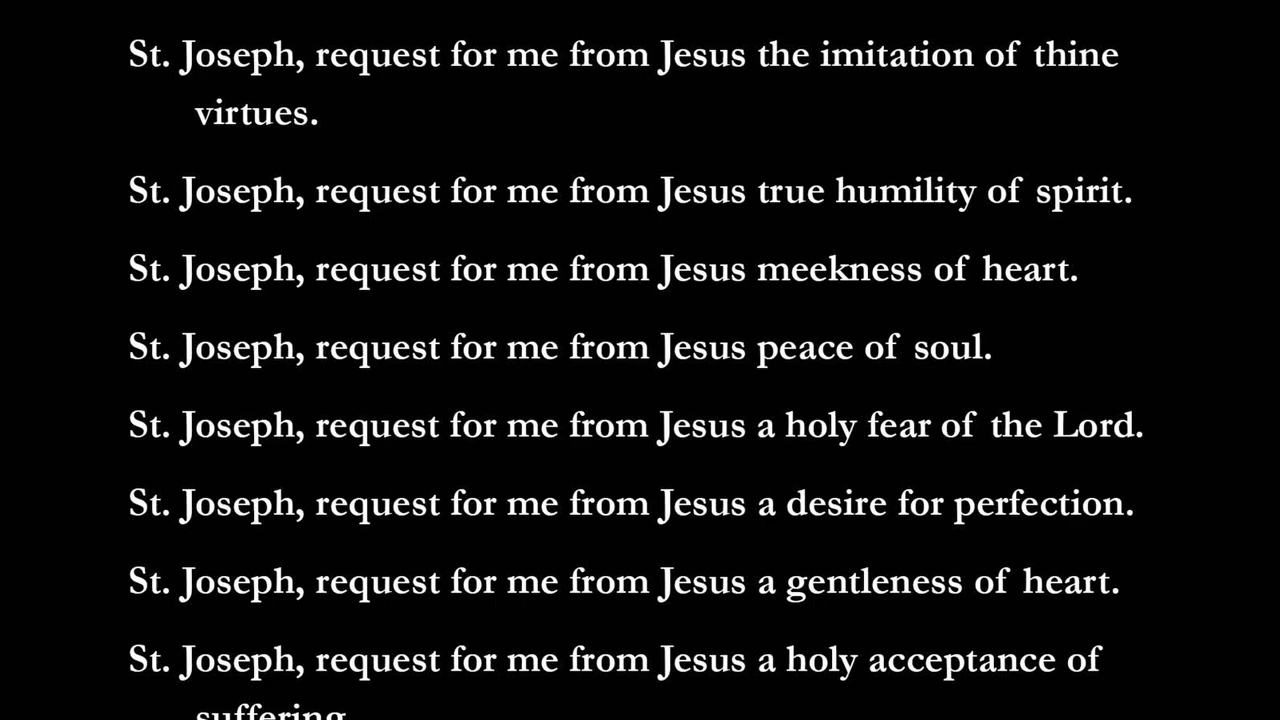 St. Joseph, request for me from Jesus the imitation of thine
virtues.
St. Joseph, request for me from Jesus true humility of spirit.
St. Joseph, request for me from Jesus meekness of heart.
St. Joseph, request for me from Jesus peace of soul.
St. Joseph, request for me from Jesus a holy fear of the Lord.
St. Joseph, request for me from Jesus a desire for perfection.
St. Joseph, request for me from Jesus a gentleness of heart.
St. Joseph, request for me from Jesus a holy acceptance of
suffering